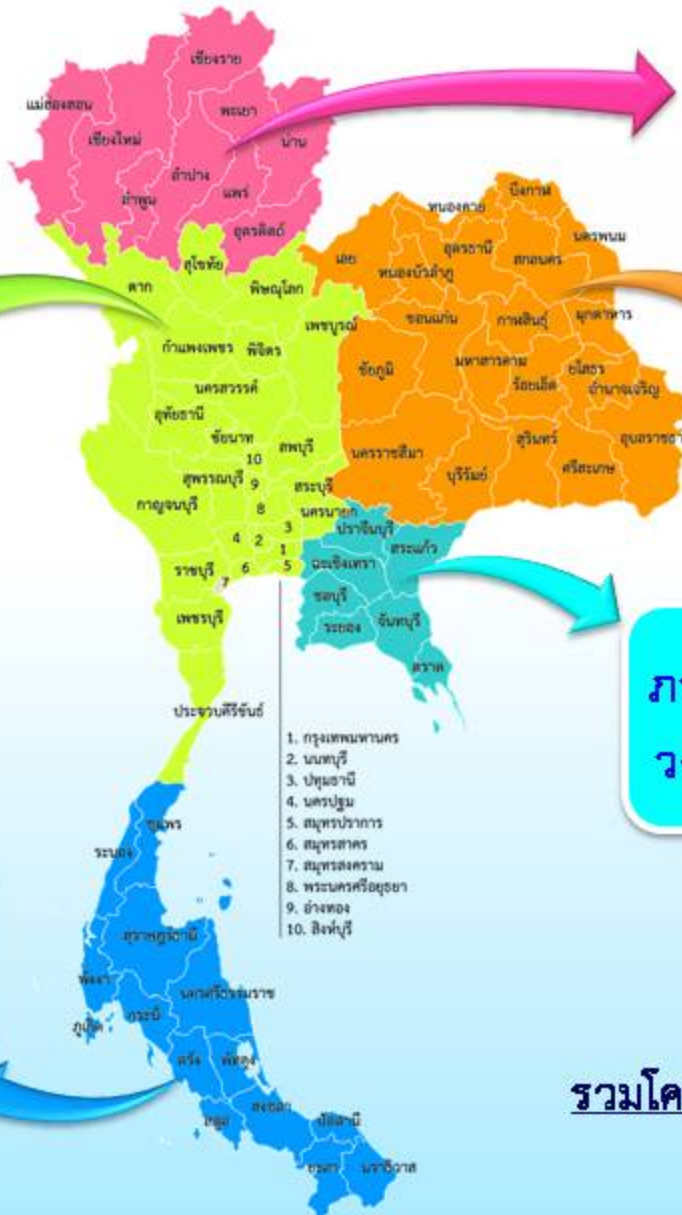 เชียงราย
แม่ฮ่องสอน
พะเยา
เชียงใหม่
น่าน
ลำปาง
ลำพูน
แพร่
อุตรดิตถ์
บึงกาฬ
หนองคาย
นครพนม
สุโขทัย
เลย
อุดรธานี
สกลนคร
ตาก
พิษณุโลก
หนองบัวลำภู
เพชรบูรณ์
ขอนแก่น
กาฬสินธุ์
มุกดาหาร
กำแพงเพชร
พิจิตร
ชัยภูมิ
มหาสารคาม
ยโสธร
ร้อยเอ็ด
อำนาจเจริญ
นครสวรรค์
อุทัยธานี
ชัยนาท
ลพบุรี
นครราชสีมา
สุรินทร์
อุบลราชธา
10
บุรีรัมย์
ศรีสะเกษ
สุพรรณบุรี
9
สระบุรี
กาญจนบุรี
8
นครนายก
3
ปราจีนบุรี
4
2
1
สระแก้ว
ราชบุรี
6
5
ฉะเชิงเทรา
7
ชลบุรี
เพชรบุรี
ระยอง
จันทบุรี
ตราด
ประจวบคีรีขันธ์
1. กรุงเทพมหานคร
2. นนทบุรี
3. ปทุมธานี
4. นครปฐม
5. สมุทรปราการ
6. สมุทรสาคร
7. สมุทรสงคราม
8. พระนครศรีอยุธยา
9. อ่างทอง
10. สิงห์บุรี
ชุมพร
ระนอง
สุราษฎร์ธานี
พังงา
นครศรีธรรมราช
ภูเก็ต
กระบี่
ตรัง
พัทลุง
สตูล
สงขลา
ปัตตานี
ยะลา
นราธิวาส
รวมโค